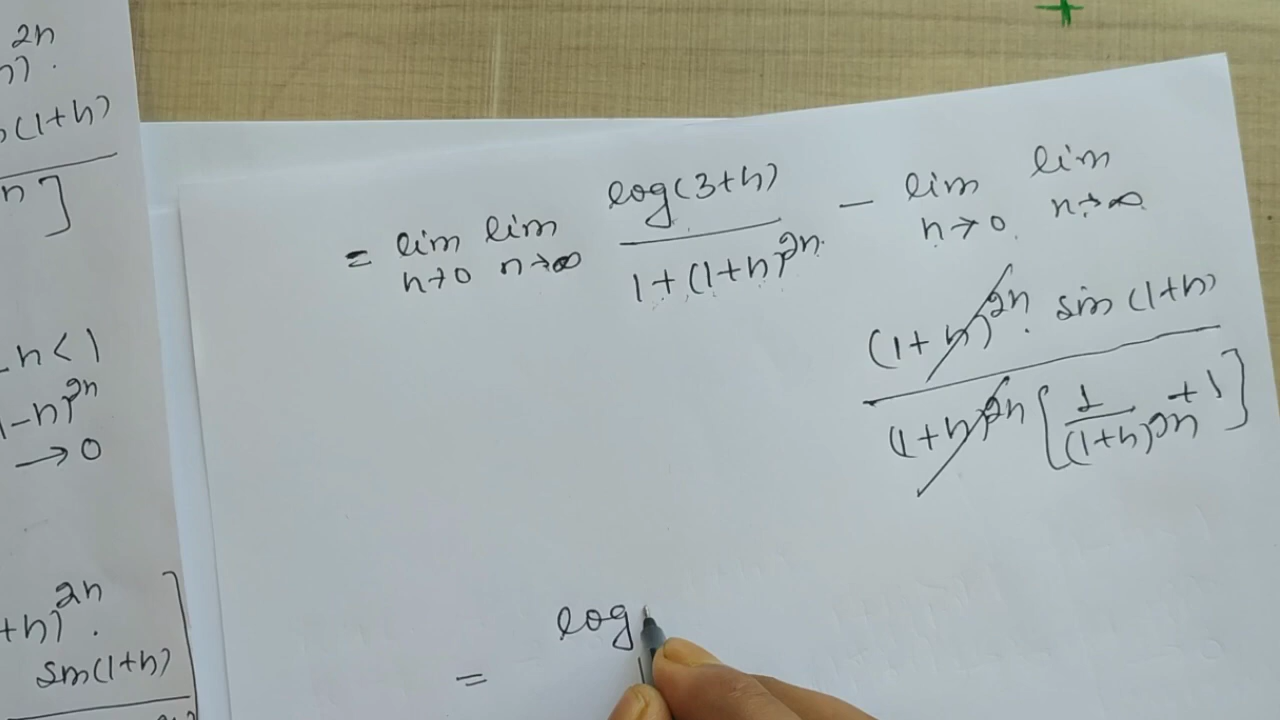 2n
h) .
(1+h)
n ]
= lim lim log(3+h) / 1+(1+h)^2n - lim lim
h→0 n→∞ h→0 n→∞
(1+h)^2n . sin(1+h) / (1+h)^2n [ 1/(1+h)^2n +1 ]
-h<1
1-h)^2n
→0
+h)^2n .
sin(1+h)
= log